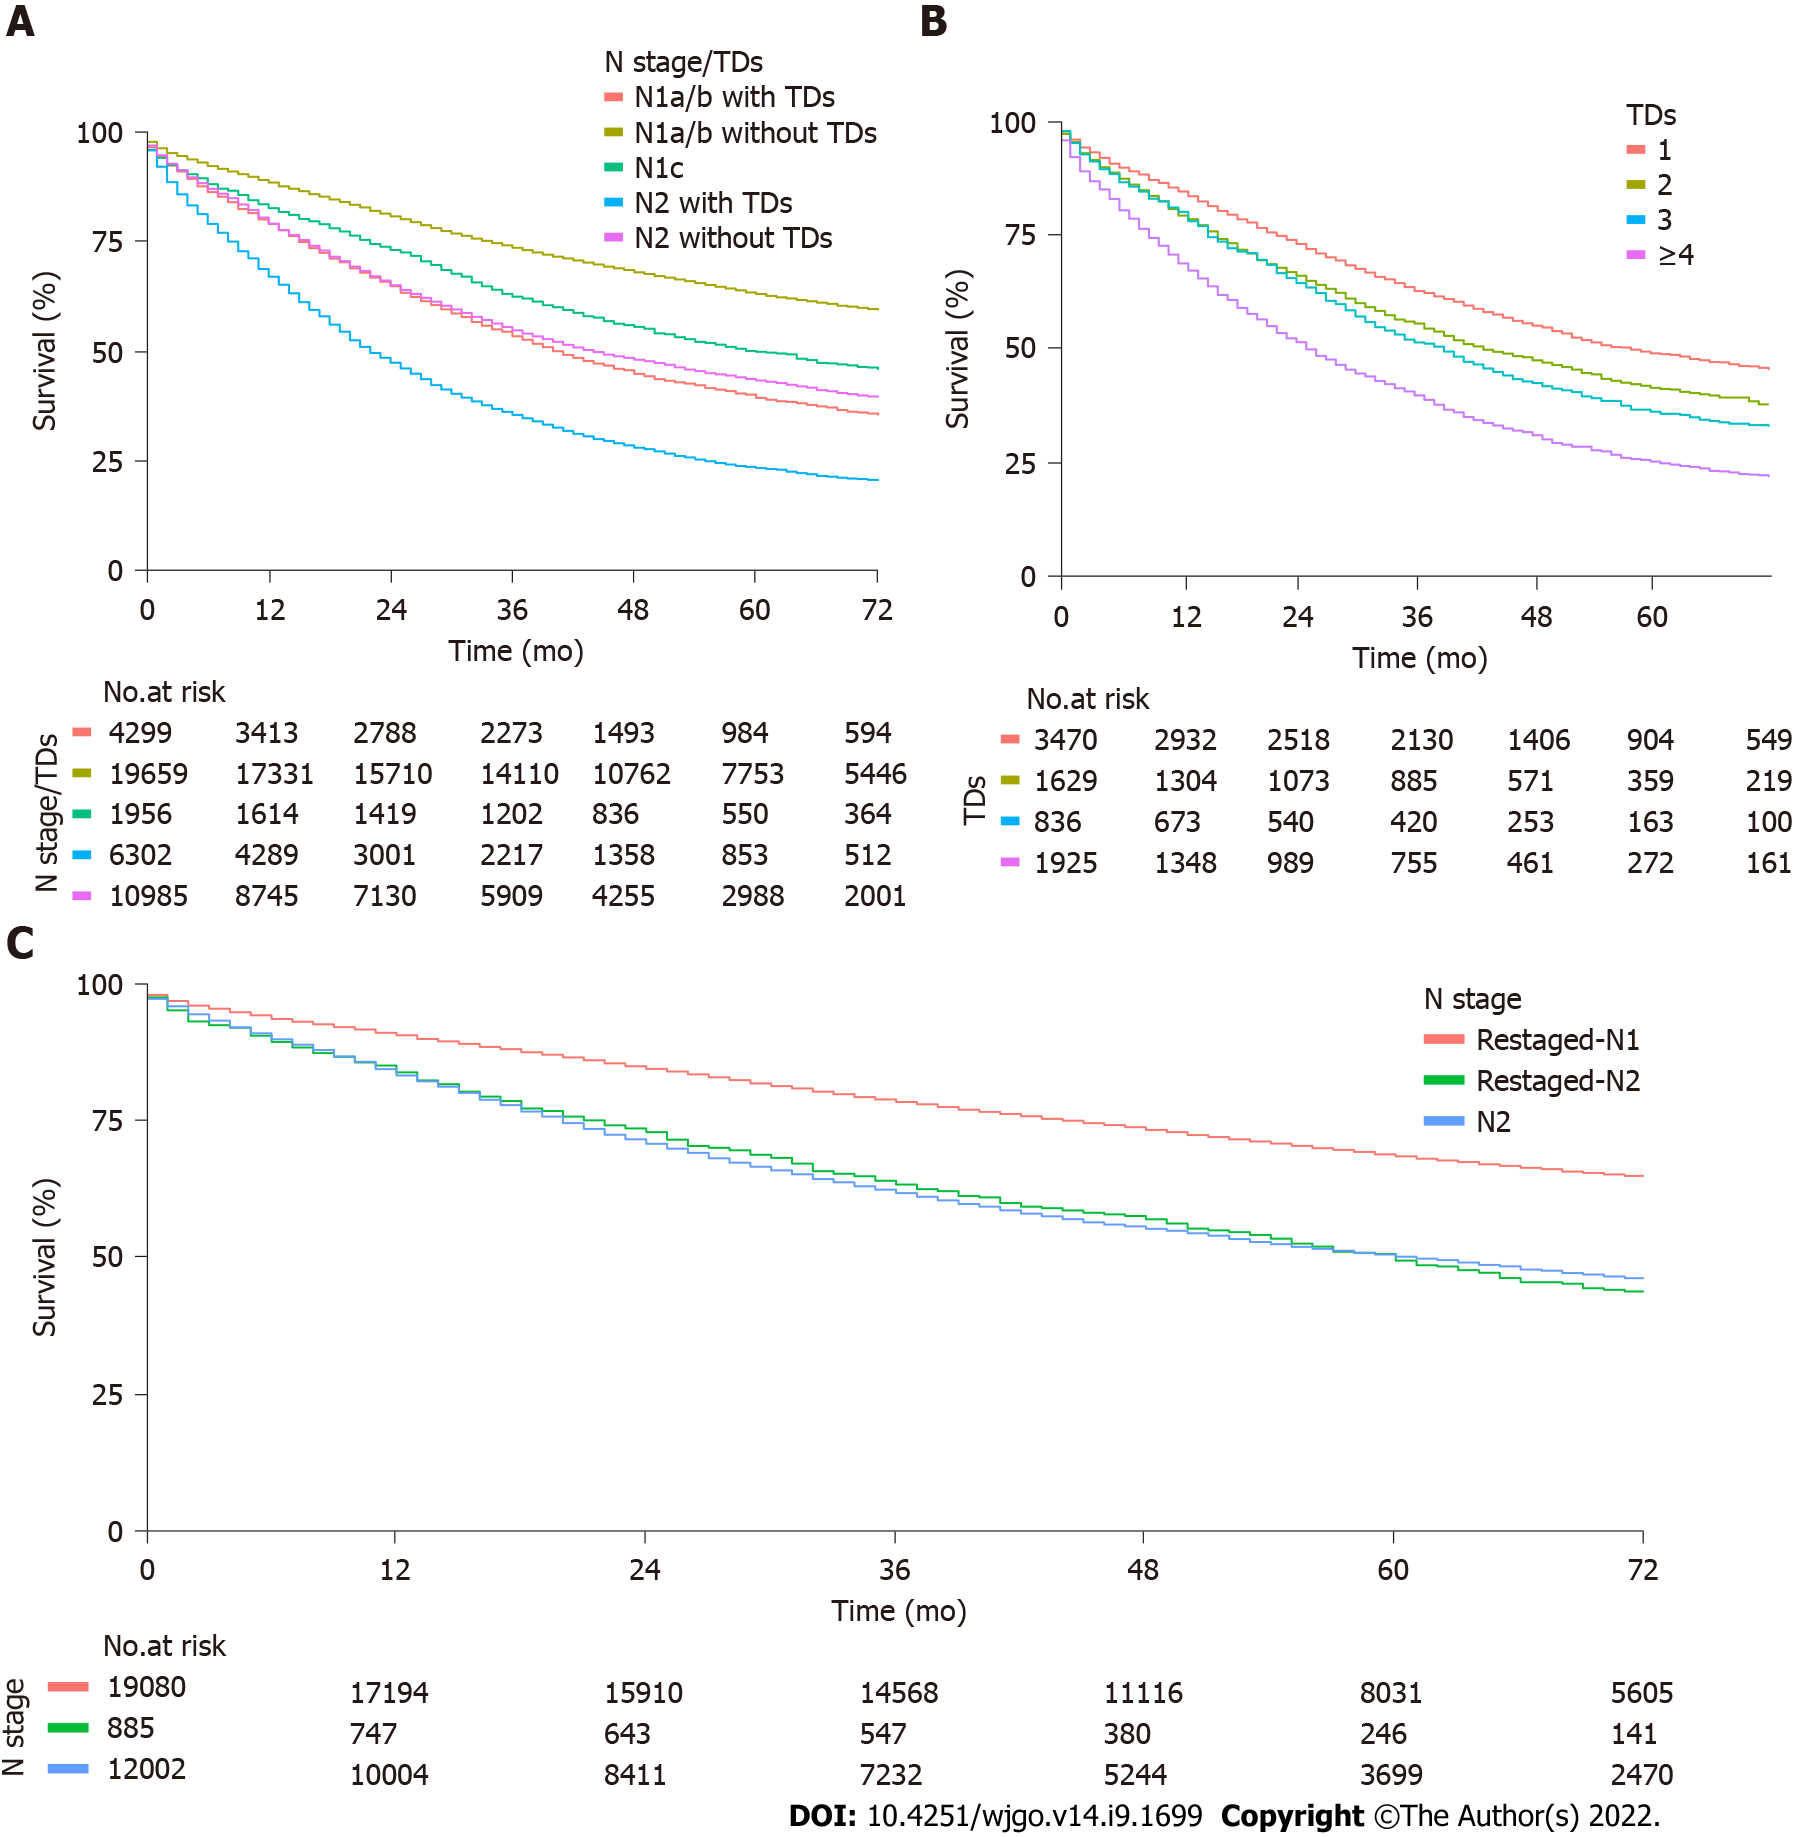 A
N stage/TDs
N1a/b with TDs
N1a/b without TDs
N1c
N2 with TDs
N2 without TDs
100
75
50
25
0
Survival (%)
0 12 24 36 48 60 72
Time (mo)
No.at risk
N stage/TDs
4299 3413 2788 2273 1493 984 594
19659 17331 15710 14110 10762 7753 5446
1956 1614 1419 1202 836 550 364
6302 4289 3001 2217 1358 853 512
10985 8745 7130 5909 4255 2988 2001
B
TDs
1
2
3
≥4
100
75
50
25
0
Survival (%)
0 12 24 36 48 60
Time (mo)
No.at risk
TDs
3470 2932 2518 2130 1406 904 549
1629 1304 1073 885 571 359 219
836 673 540 420 253 163 100
1925 1348 989 755 461 272 161
C
N stage
Restaged-N1
Restaged-N2
N2
100
75
50
25
0
Survival (%)
0 12 24 36 48 60 72
Time (mo)
No.at risk
N stage
19080 17194 15910 14568 11116 8031 5605
885 747 643 547 380 246 141
12002 10004 8411 7232 5244 3699 2470
DOI: 10.4251/wjgo.v14.i9.1699 Copyright ©The Author(s) 2022.